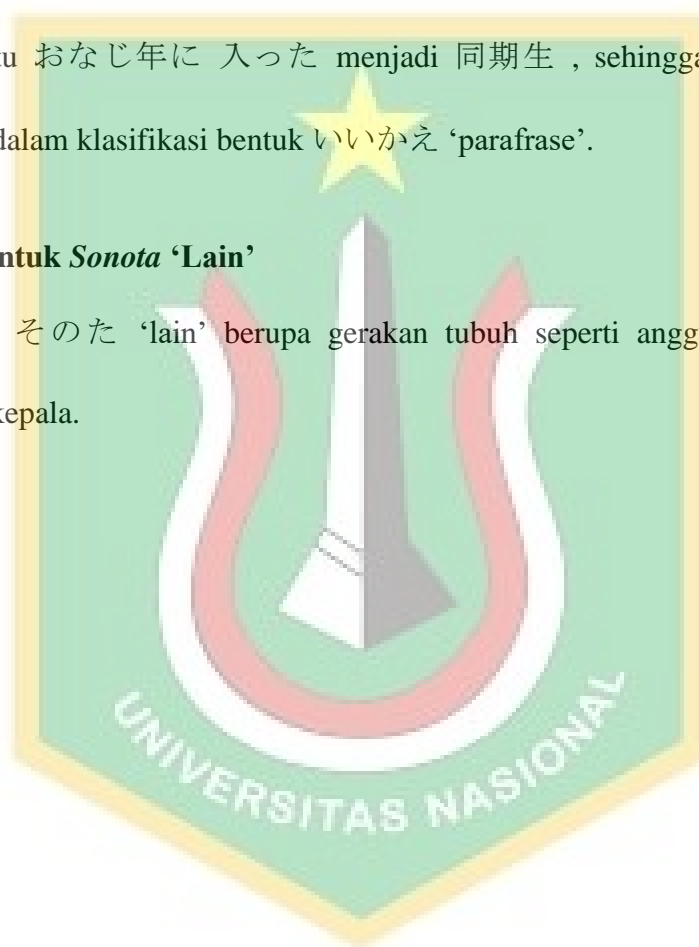 おなじ年に 入った menjadi 同期生 , sehingga
dalam klasifikasi bentuk いいかえ ‘parafrase’.
ntuk Sonota ‘Lain’
そのた ‘lain’ berupa gerakan tubuh seperti angg
kepala.
UNIVERSITAS NASIONAL